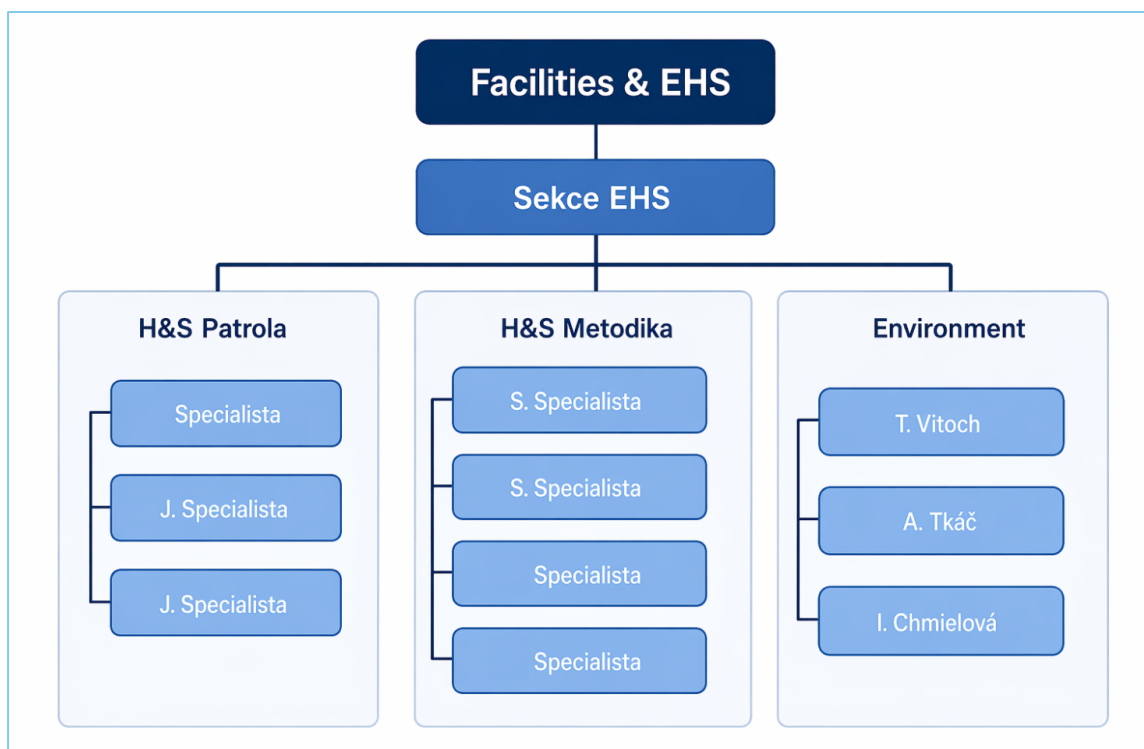 Facilities & EHS
Sekce EHS
H&S Patrola
Specialista
J. Specialista
J. Specialista
H&S Metodika
S. Specialista
S. Specialista
Specialista
Specialista
Environment
T. Vitoch
A. Tkáč
I. Chmielová